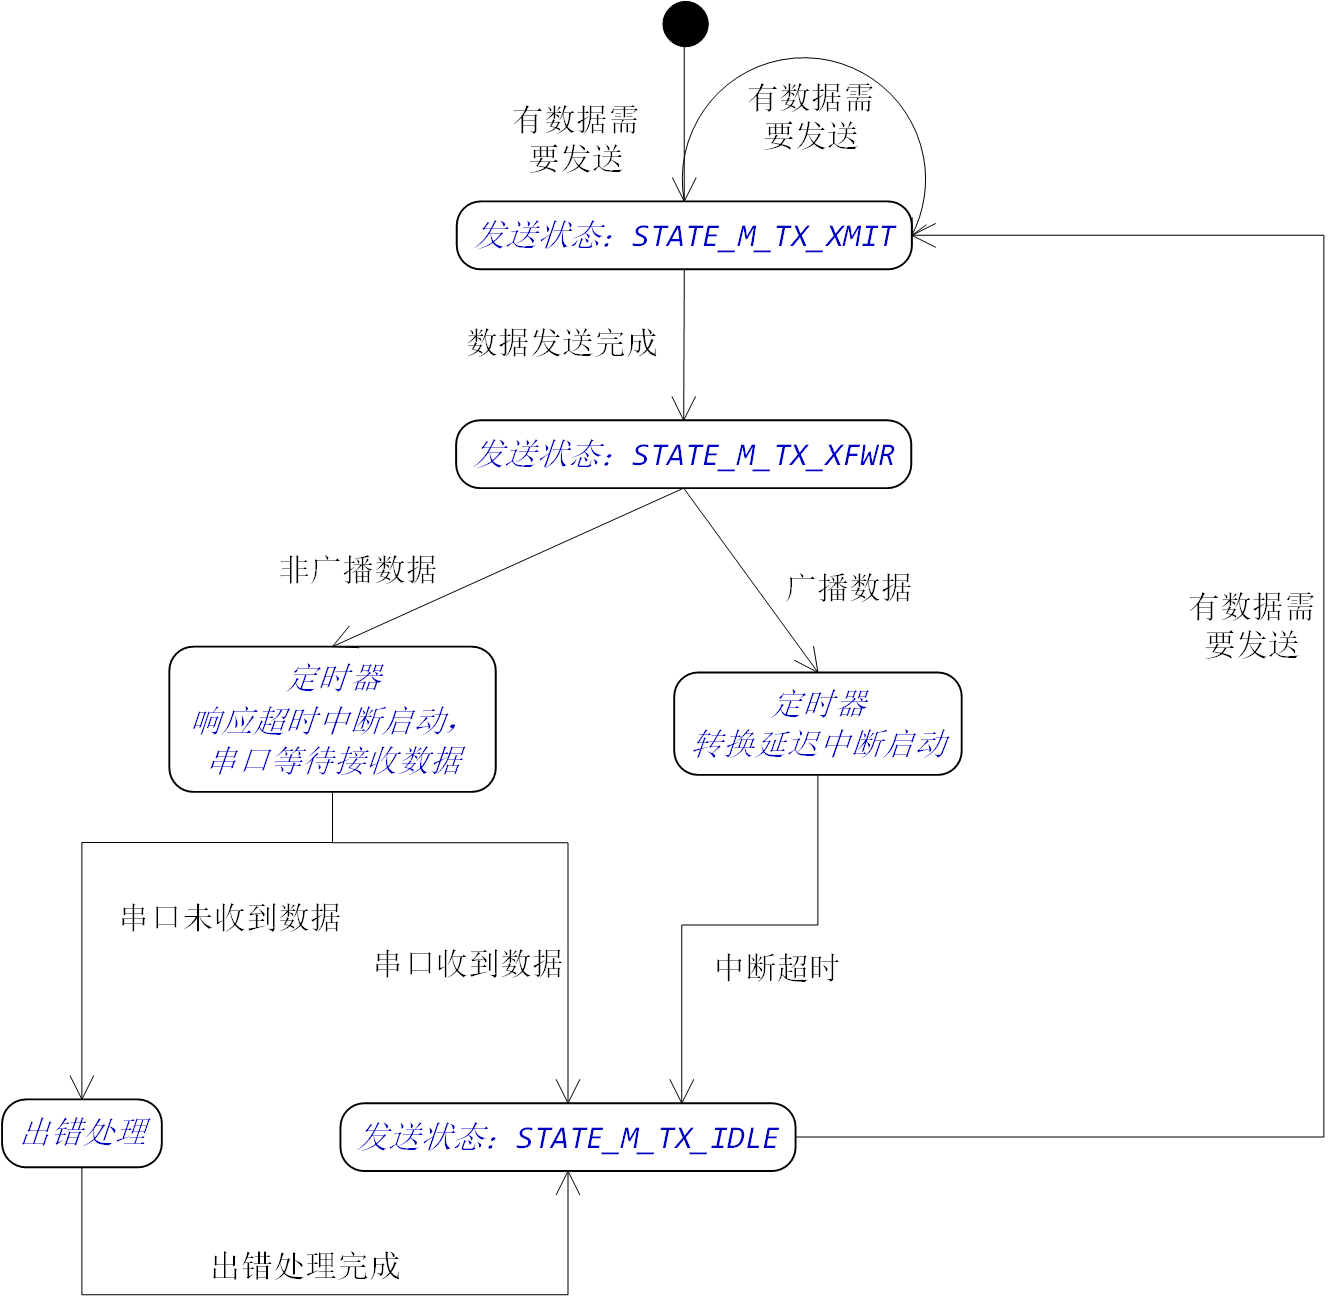 有数据需
要发送
有数据需
要发送
发送状态：STATE_M_TX_XMIT
数据发送完成
发送状态：STATE_M_TX_XFWR
非广播数据
广播数据
有数据需
要发送
定时器
响应超时中断启动，
串口等待接收数据
定时器
转换延迟中断启动
串口未收到数据
串口收到数据
中断超时
出错处理
发送状态：STATE_M_TX_IDLE
出错处理完成